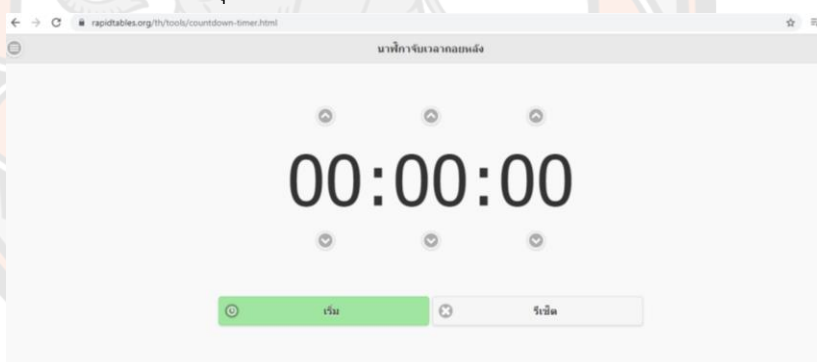 rapidtables.org/th/tools/countdown-timer.html
นาฬิกาจับเวลาถอยหลัง
00:00:00
เริ่ม
รีเซ็ต